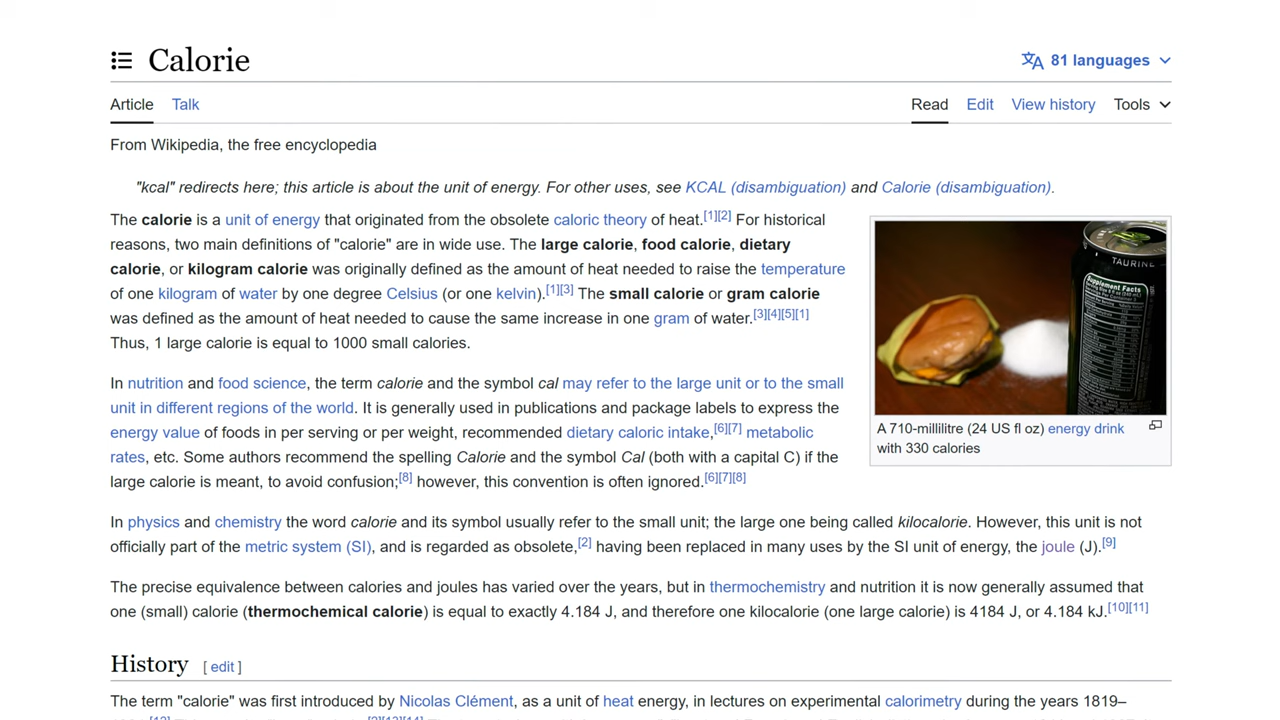 Calorie
81 languages
Article Talk
Read Edit View history Tools
From Wikipedia, the free encyclopedia
"kcal" redirects here; this article is about the unit of energy. For other uses, see KCAL (disambiguation) and Calorie (disambiguation).
The calorie is a unit of energy that originated from the obsolete caloric theory of heat.[1][2] For historical
reasons, two main definitions of "calorie" are in wide use. The large calorie, food calorie, dietary
calorie, or kilogram calorie was originally defined as the amount of heat needed to raise the temperature
of one kilogram of water by one degree Celsius (or one kelvin).[1][3] The small calorie or gram calorie
was defined as the amount of heat needed to cause the same increase in one gram of water.[3][4][5][1]
Thus, 1 large calorie is equal to 1000 small calories.
TAURINE
Supplement Facts
A 710-millilitre (24 US fl oz) energy drink
with 330 calories
In nutrition and food science, the term calorie and the symbol cal may refer to the large unit or to the small
unit in different regions of the world. It is generally used in publications and package labels to express the
energy value of foods in per serving or per weight, recommended dietary caloric intake,[6][7] metabolic
rates, etc. Some authors recommend the spelling Calorie and the symbol Cal (both with a capital C) if the
large calorie is meant, to avoid confusion;[8] however, this convention is often ignored.[6][7][8]
In physics and chemistry the word calorie and its symbol usually refer to the small unit; the large one being called kilocalorie. However, this unit is not
officially part of the metric system (SI), and is regarded as obsolete,[2] having been replaced in many uses by the SI unit of energy, the joule (J).[9]
The precise equivalence between calories and joules has varied over the years, but in thermochemistry and nutrition it is now generally assumed that
one (small) calorie (thermochemical calorie) is equal to exactly 4.184 J, and therefore one kilocalorie (one large calorie) is 4184 J, or 4.184 kJ.[10][11]
History [ edit ]
The term "calorie" was first introduced by Nicolas Clément, as a unit of heat energy, in lectures on experimental calorimetry during the years 1819–